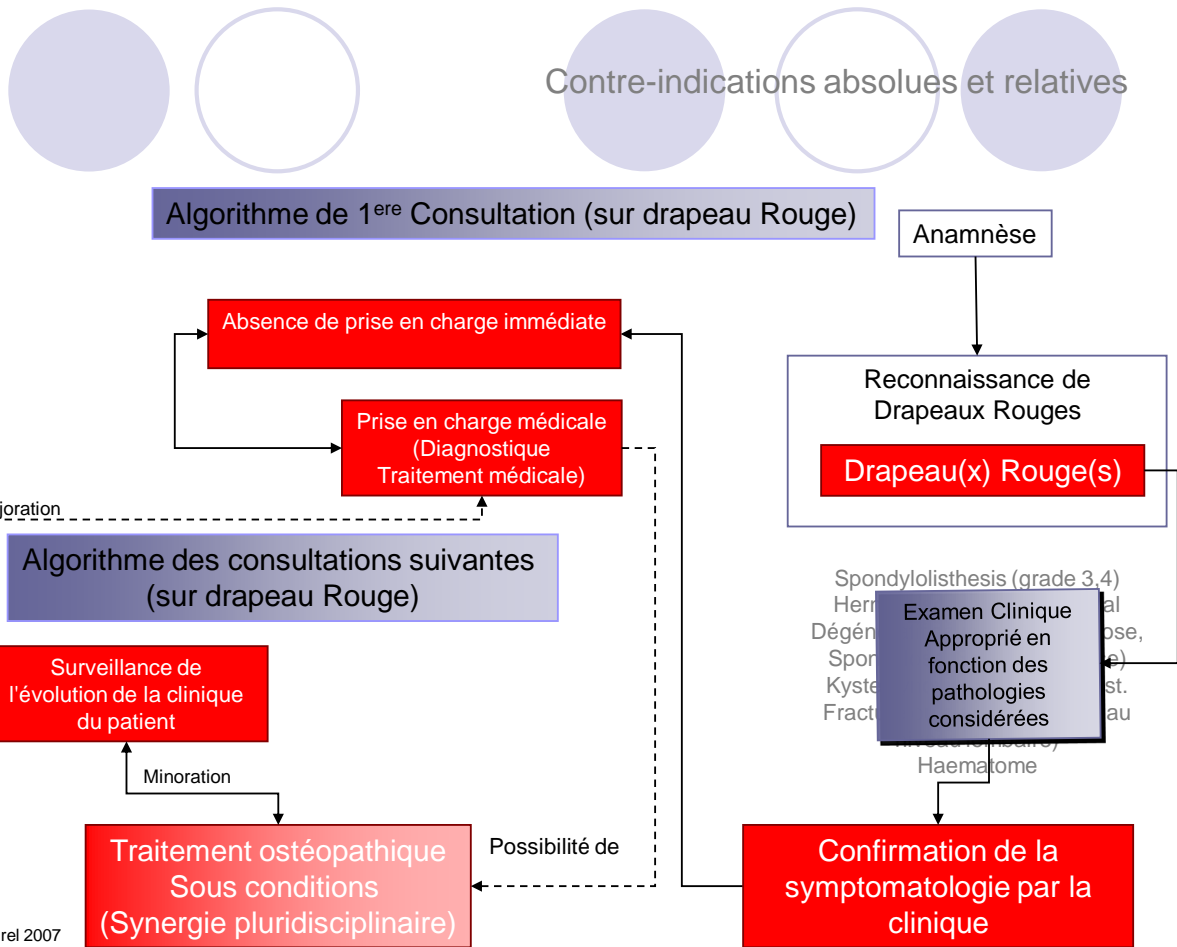 Contre-indications absolues et relatives
Algorithme de 1ere Consultation (sur drapeau Rouge)
Anamnèse
Absence de prise en charge immédiate
Reconnaissance de
Drapeaux Rouges
Drapeau(x) Rouge(s)
Prise en charge médicale
(Diagnostique
Traitement médicale)
joration
Algorithme des consultations suivantes
(sur drapeau Rouge)
Spondylolisthesis (grade 3,4)
Examen Clinique
Approprié en
fonction des
pathologies
considérées
Haematome
Surveillance de
l'évolution de la clinique
du patient
Minoration
Traitement ostéopathique
Sous conditions
(Synergie pluridisciplinaire)
Possibilité de
Confirmation de la
symptomatologie par la
clinique
rel 2007